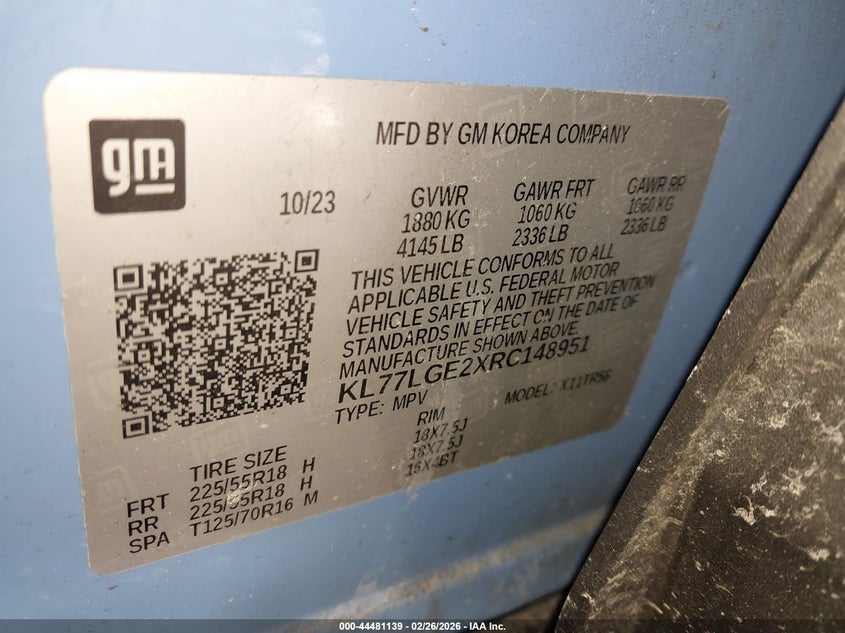 gm
MFD BY GM KOREA COMPANY
10/23
GVWR GAWR FRT GAWR RR
1880 KG 1060 KG 1060 KG
4145 LB 2336 LB 2336 LB
THIS VEHICLE CONFORMS TO ALL
APPLICABLE U.S. FEDERAL MOTOR
VEHICLE SAFETY AND THEFT PREVENTION
STANDARDS IN EFFECT ON THE DATE OF
MANUFACTURE SHOWN ABOVE.
KL77LGE2XRC148951
TYPE: MPV MODEL: X11TRS6
TIRE SIZE RIM
FRT 225/55R18 H 18X7.5J
RR 225/55R18 H 18X7.5J
SPA T125/70R16 M 16X4BT
000-44481139 - 02/26/2026 - IAA Inc.